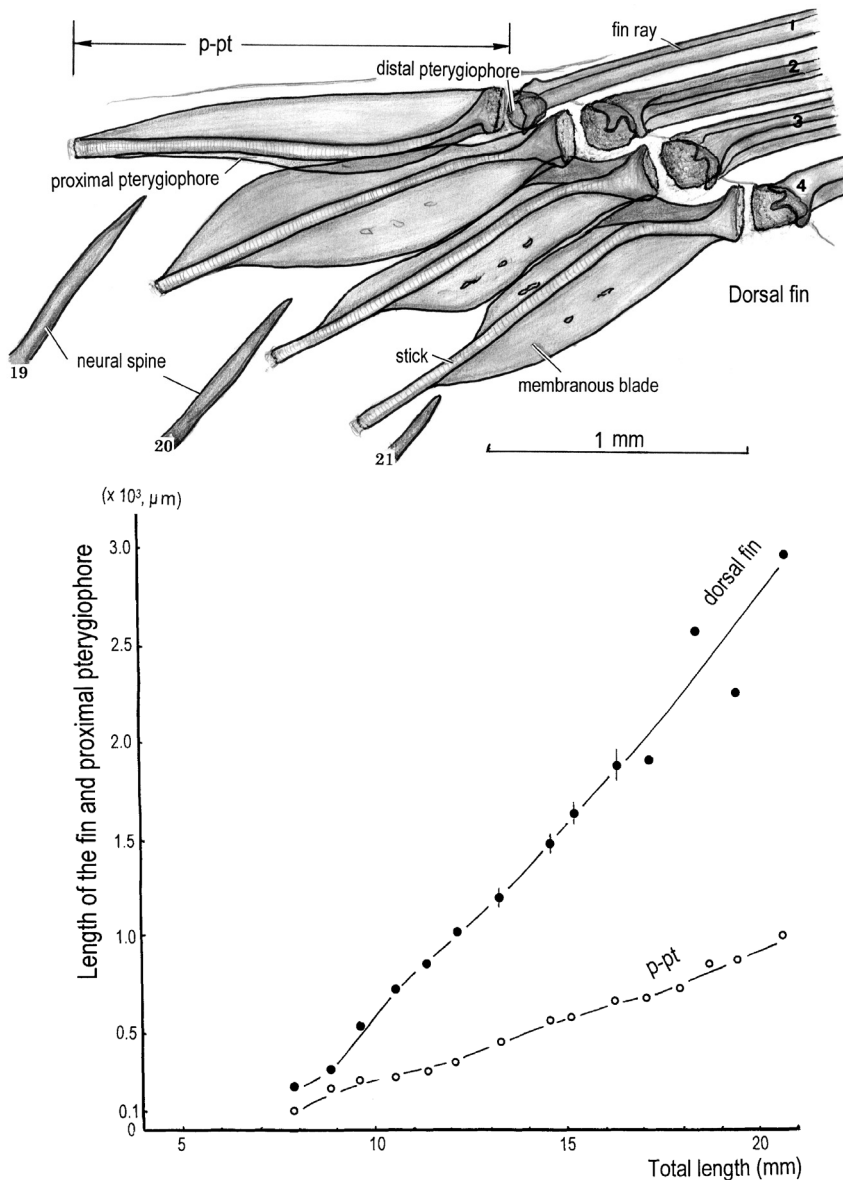 p-pt
fin ray
1
distal pterygiophore
2
3
proximal pterygiophore
4
Dorsal fin
neural spine
stick
membranous blade
19
20
21
1 mm
(x 10³, µm)
Length of the fin and proximal pterygiophore
3.0
2.5
2.0
1.5
1.0
0.5
0.1
0
dorsal fin
p-pt
5
10
15
20
Total length (mm)